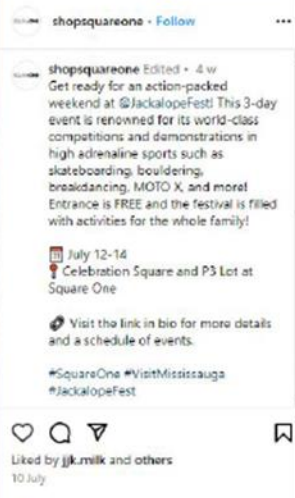 shopsquareone • Follow
shopsquareone Edited • 4 w
Get ready for an action-packed
weekend at @JackalopeFest! This 3-day
event is renowned for its world-class
competitions and demonstrations in
high adrenaline sports such as
skateboarding, bouldering,
breakdancing, MOTO X, and more!
Entrance is FREE and the festival is filled
with activities for the whole family!
📅 July 12-14
📍 Celebration Square and P3 Lot at
Square One
🔗 Visit the link in bio for more details
and a schedule of events.
#SquareOne #VisitMississauga
#JackalopeFest
Liked by jjk.milk and others
10 July